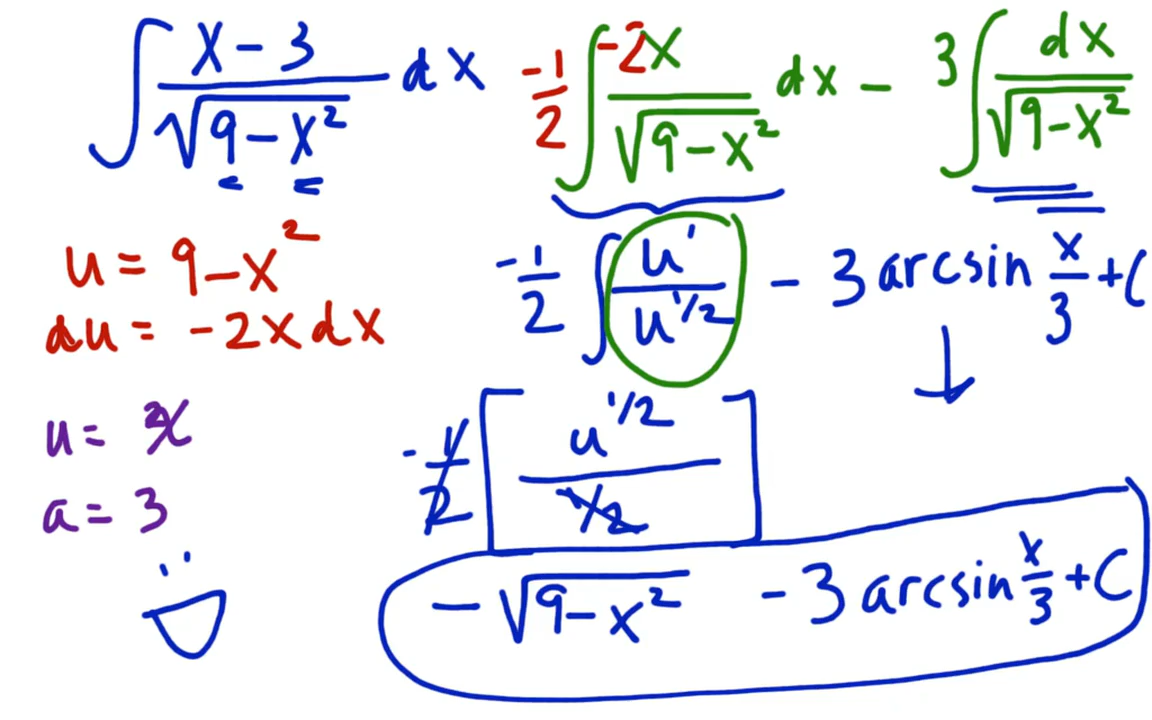 ∫ (x - 3)/√(9 - x²) dx   -1/2 ∫ -2x/√(9 - x²) dx - 3 ∫ dx/√(9 - x²)
u = 9 - x²
du = -2x dx
-1/2 ∫ u'/u^(1/2) - 3 arcsin x/3 + C
u = x
a = 3
-1/2 [u^(1/2)/(1/2)]
-√(9 - x²) - 3 arcsin x/3 + C